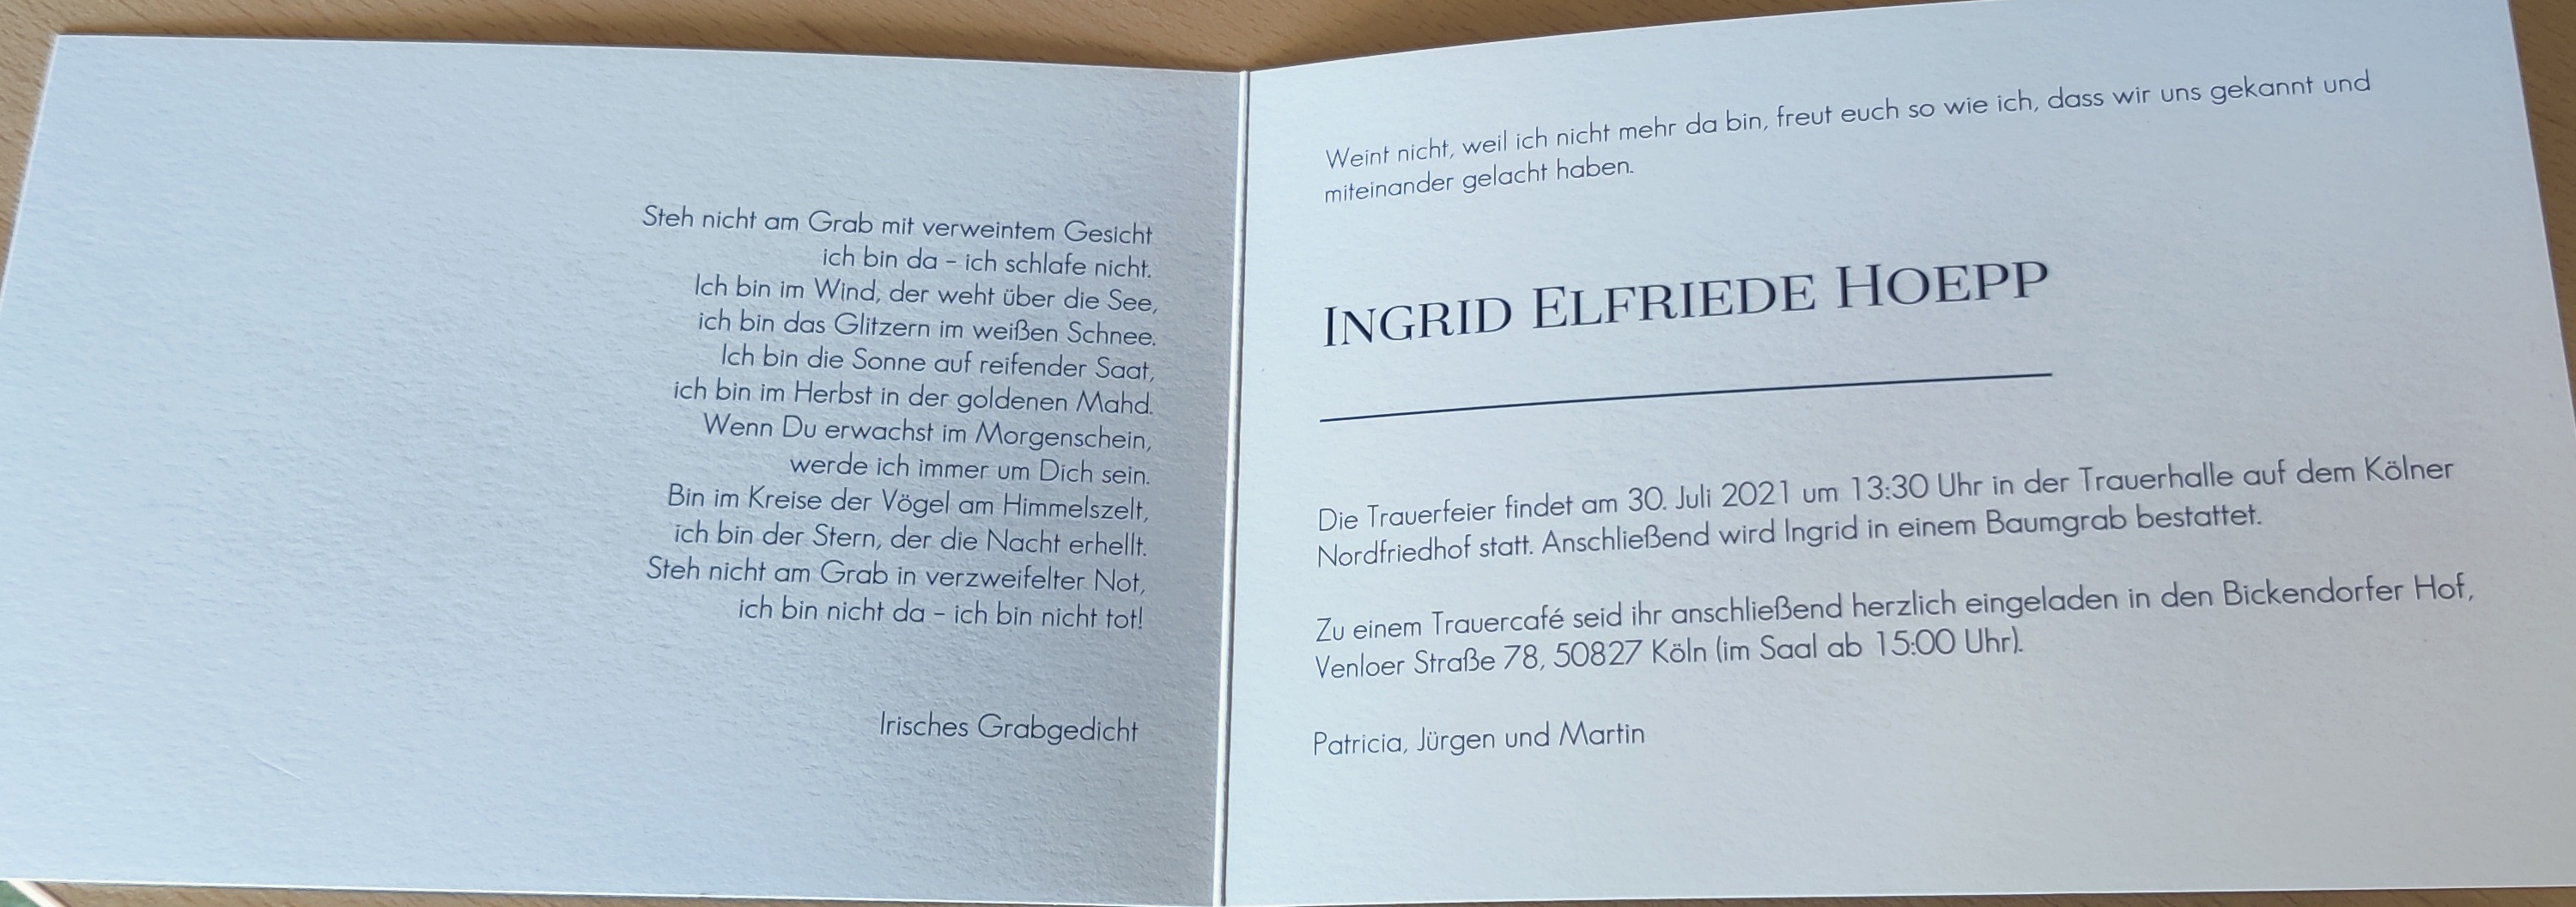 Steh nicht am Grab mit verweintem Gesicht
ich bin da – ich schlafe nicht.
Ich bin im Wind, der weht über die See,
ich bin das Glitzern im weißen Schnee.
Ich bin die Sonne auf reifender Saat,
ich bin im Herbst in der goldenen Mahd.
Wenn Du erwachst im Morgenschein,
werde ich immer um Dich sein.
Bin im Kreise der Vögel am Himmelszelt,
ich bin der Stern, der die Nacht erhellt.
Steh nicht am Grab in verzweifelter Not,
ich bin nicht da – ich bin nicht tot!
Irisches Grabgedicht
Weint nicht, weil ich nicht mehr da bin, freut euch so wie ich, dass wir uns gekannt und
miteinander gelacht haben.
INGRID ELFRIEDE HOEPP
Die Trauerfeier findet am 30. Juli 2021 um 13:30 Uhr in der Trauerhalle auf dem Kölner
Nordfriedhof statt. Anschließend wird Ingrid in einem Baumgrab bestattet.
Zu einem Trauercafé seid ihr anschließend herzlich eingeladen in den Bickendorfer Hof,
Venloer Straße 78, 50827 Köln (im Saal ab 15:00 Uhr).
Patricia, Jürgen und Martin